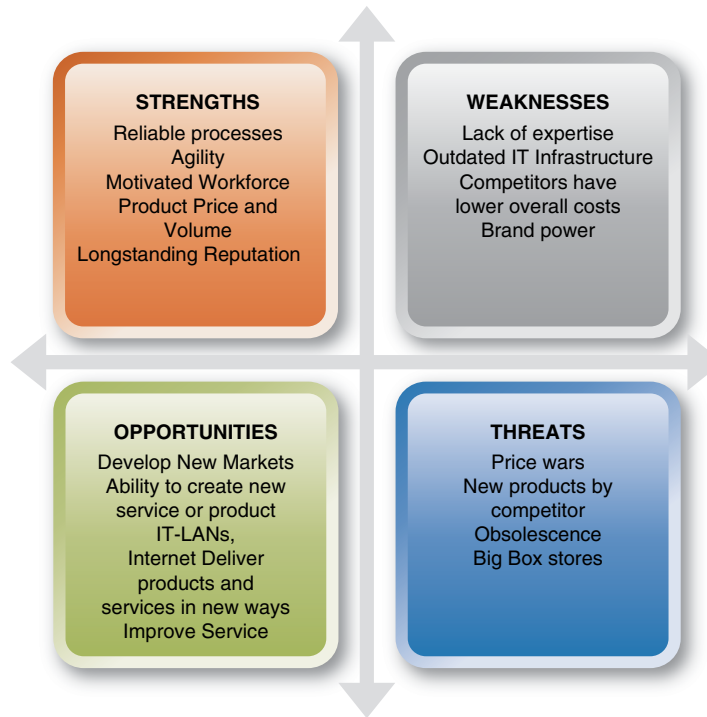 STRENGTHS
Reliable processes
Agility
Motivated Workforce
Product Price and
Volume
Longstanding Reputation
WEAKNESSES
Lack of expertise
Outdated IT Infrastructure
Competitors have
lower overall costs
Brand power
OPPORTUNITIES
Develop New Markets
Ability to create new
service or product
IT-LANs,
Internet Deliver
products and
services in new ways
Improve Service
THREATS
Price wars
New products by
competitor
Obsolescence
Big Box stores